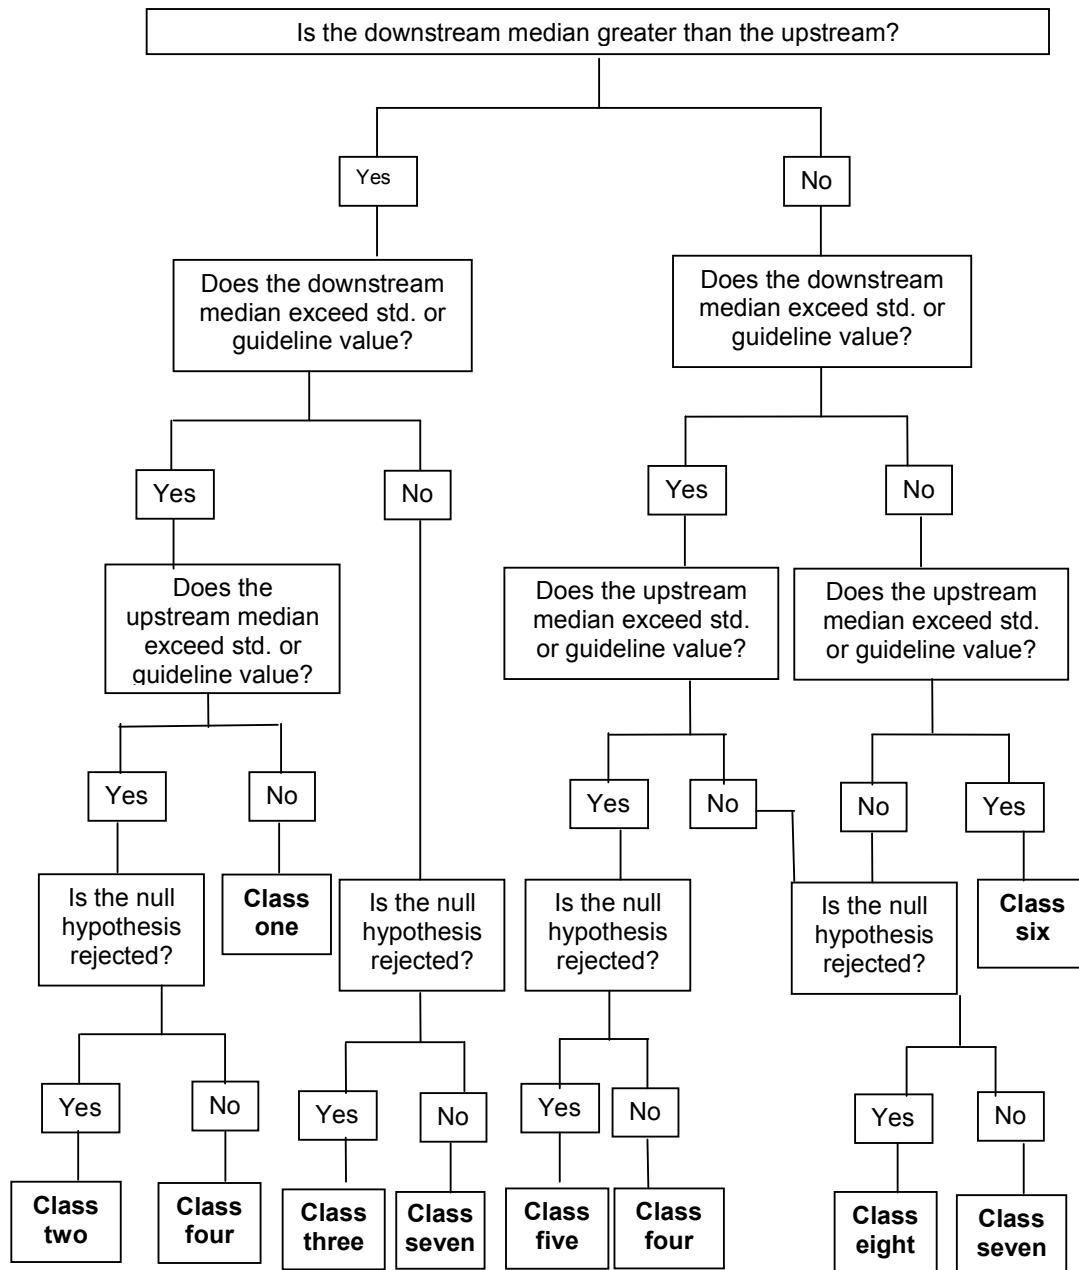 Is the downstream median greater than the upstream?
Yes
No
Does the downstream
median exceed std. or
guideline value?
Does the downstream
median exceed std. or
guideline value?
Yes
No
Yes
No
Does the
upstream median
exceed std. or
guideline value?
Does the upstream
median exceed std.
or guideline value?
Does the upstream
median exceed std.
or guideline value?
Yes
No
Yes
No
No
Yes
Is the null
hypothesis
rejected?
Class
one
Is the null
hypothesis
rejected?
Is the null
hypothesis
rejected?
Is the null
hypothesis
rejected?
Class
six
Yes
No
Yes
No
Yes
No
Yes
No
Class
two
Class
four
Class
three
Class
seven
Class
five
Class
four
Class
eight
Class
seven